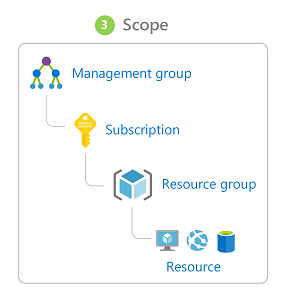 3 Scope
Management group
Subscription
Resource group
Resource